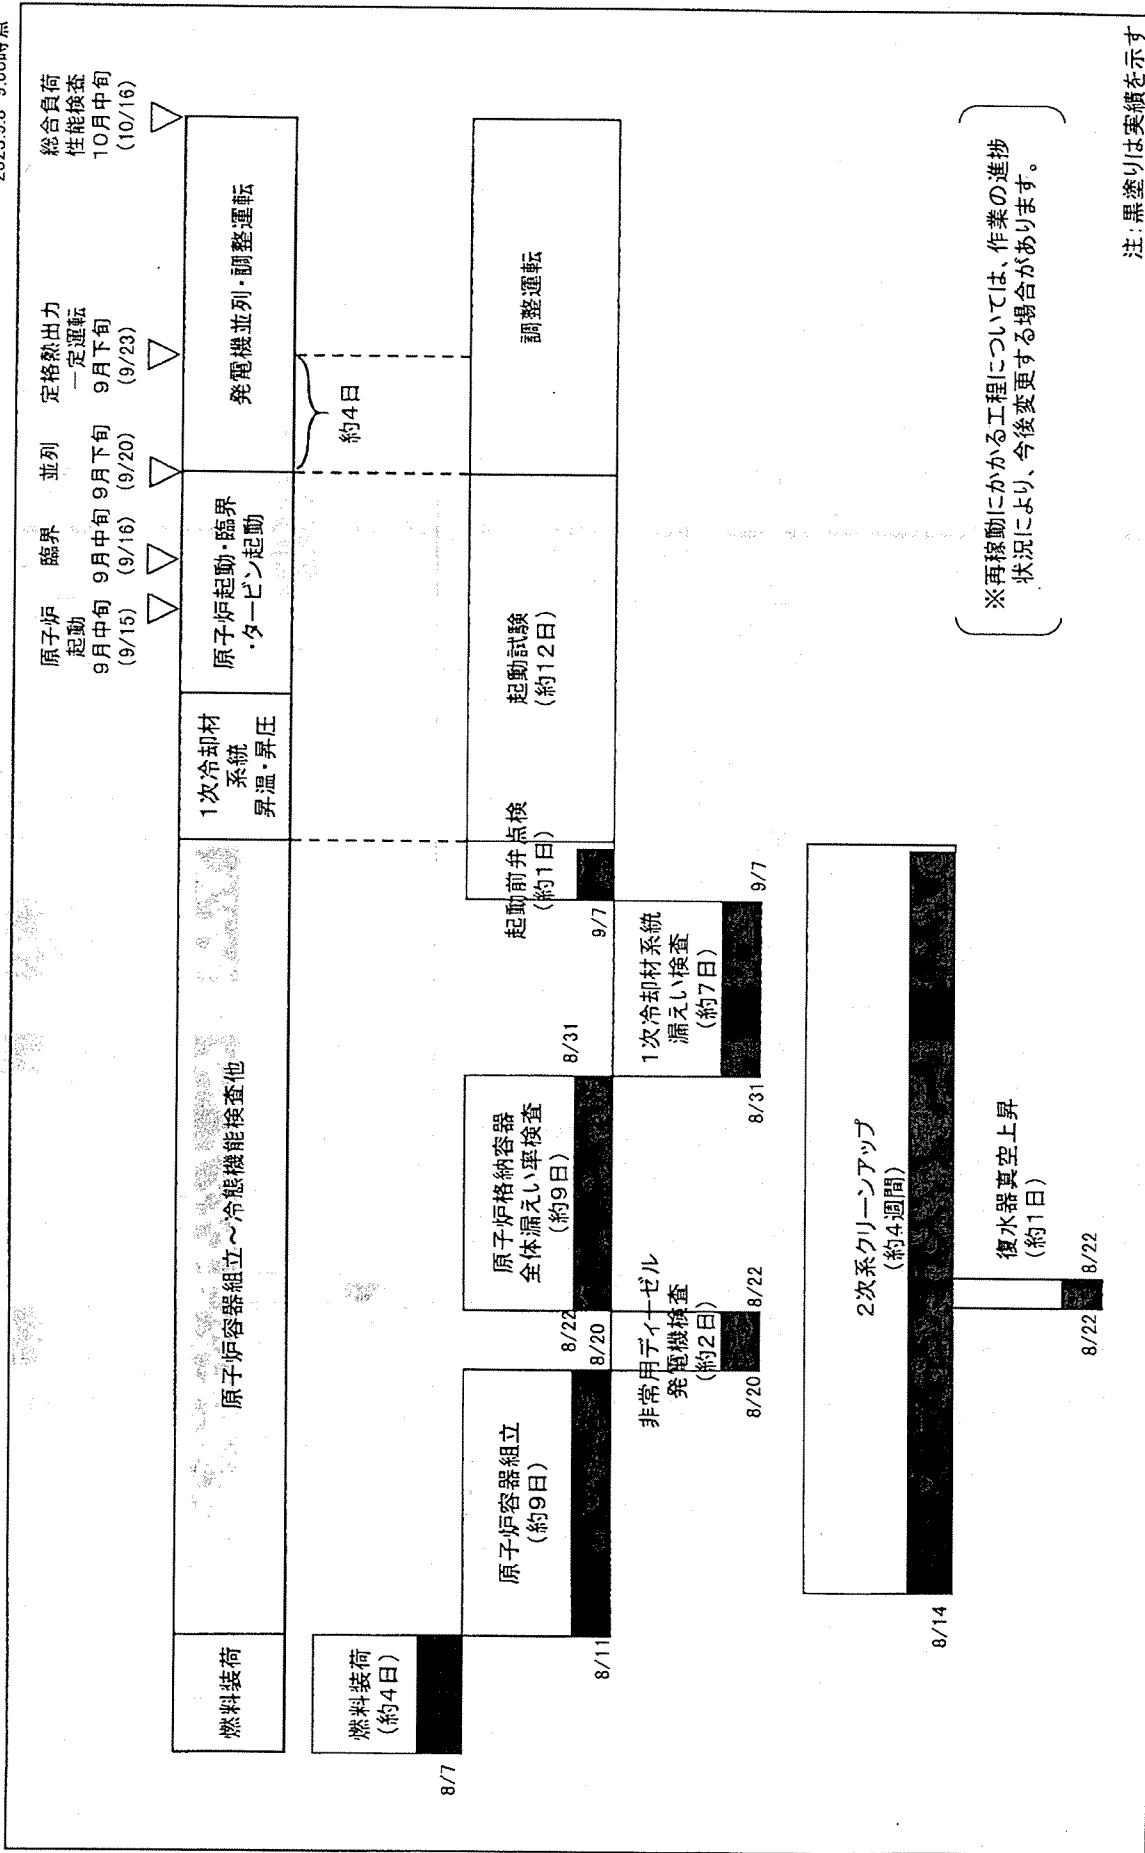 2023.9.8 9:00時点
原子炉
起動
9月中旬
(9/15)
臨界
9月中旬
(9/16)
並列
9月下旬
(9/20)
定格熱出力
一定運転
9月下旬
(9/23)
総合負荷
性能検査
10月中旬
(10/16)
燃料装荷
原子炉容器組立～冷態機能検査他
1次冷却材
系統
昇温・昇圧
原子炉起動・臨界
・タービン起動
発電機並列・調整運転
約4日
燃料装荷
(約4日)
8/7
原子炉容器組立
(約9日)
8/11
8/20
8/22
原子炉格納容器
全体漏えい率検査
(約9日)
8/31
起動前弁点検
(約1日)
9/7
起動試験
(約12日)
調整運転
非常用ディーゼル
発電機検査
(約2日)
8/20
8/22
1次冷却材系統
漏えい検査
(約7日)
8/31
9/7
2次系クリーンアップ
(約4週間)
8/14
復水器真空上昇
(約1日)
8/22
8/22
※再稼動にかかる工程については、作業の進捗
状況により、今後変更する場合があります。
注:黒塗りは実績を示す